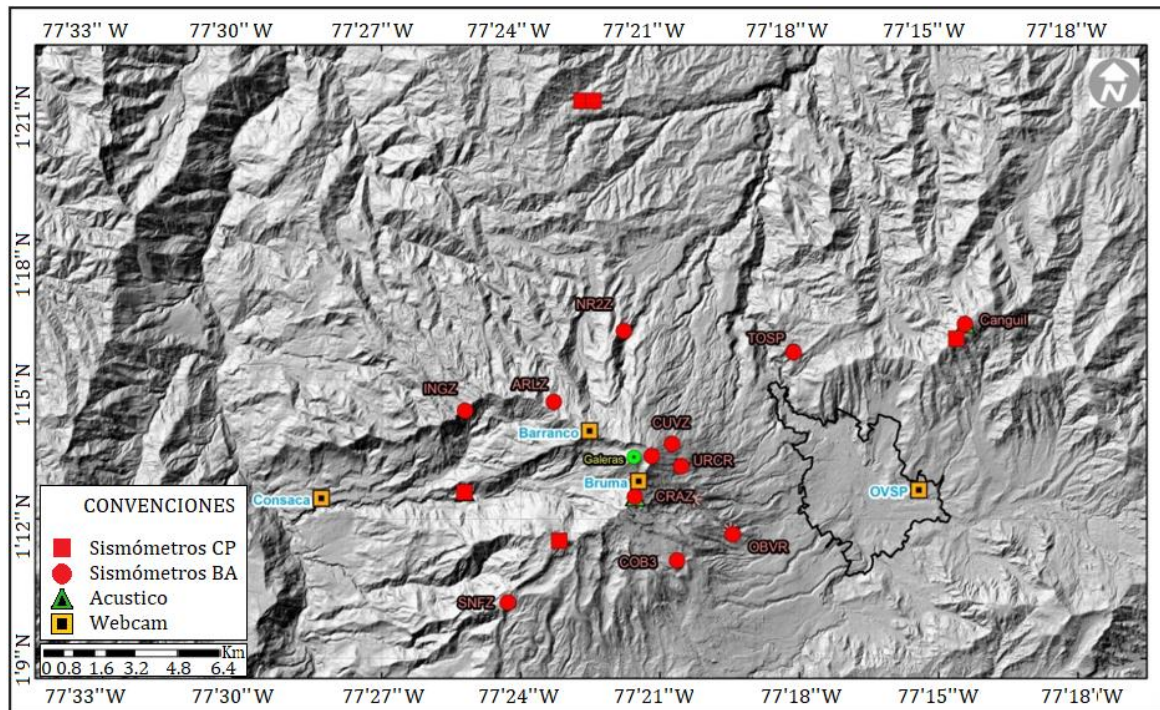 77'33'' W 77'30'' W 77'27'' W 77'24'' W 77'21'' W 77'18'' W 77'15'' W 77'18'' W
N
1'21''N
1'18''N
1'15''N
1'12''N
1'9''N
NR2Z
Canguil
TOSP
ARLZ
INGZ
Barranco
CUVZ
Galeras
URCR
Bruma
OVSP
CRAZ
Consaca
OBVR
COB3
SNFZ
CONVENCIONES
Sismómetros CP
Sismómetros BA
Acustico
Webcam
Km
0 0.8 1.6 3.2 4.8 6.4
77'33''W 77'30''W 77'27''W 77'24''W 77'21''W 77'18''W 77'15''W 77'18''W